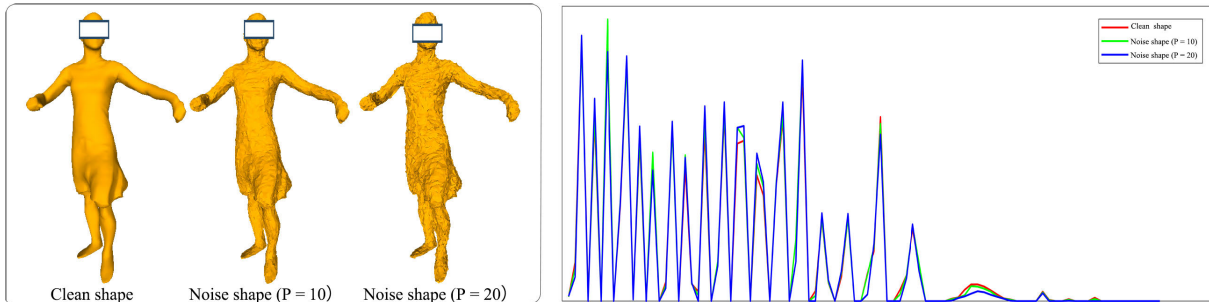 Clean shape
Noise shape (P = 10)
Noise shape (P = 20)
Clean shape
Noise shape (P = 10)
Noise shape (P = 20)